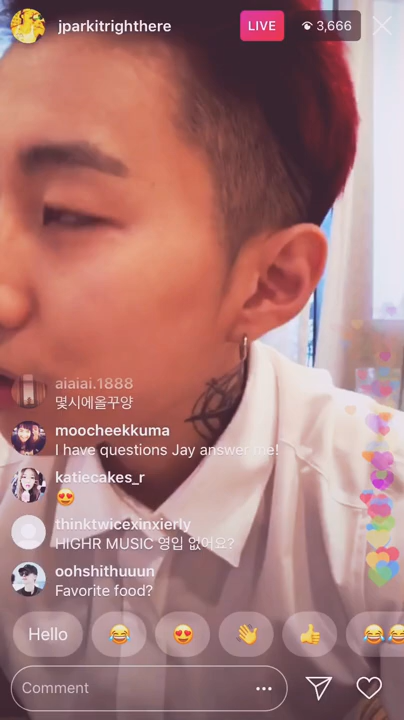 jparkitrighthere
LIVE
3,666
aiaiai.1888
몇시에올꾸양
moocheekkuma
I have questions Jay answer me!
katiecakes_r
😍
thinktwicexinxierly
HIGHR MUSIC 영입 없어요?
oohshithuuun
Favorite food?
Hello 😂 😍 👋 👍 😂😂
Comment